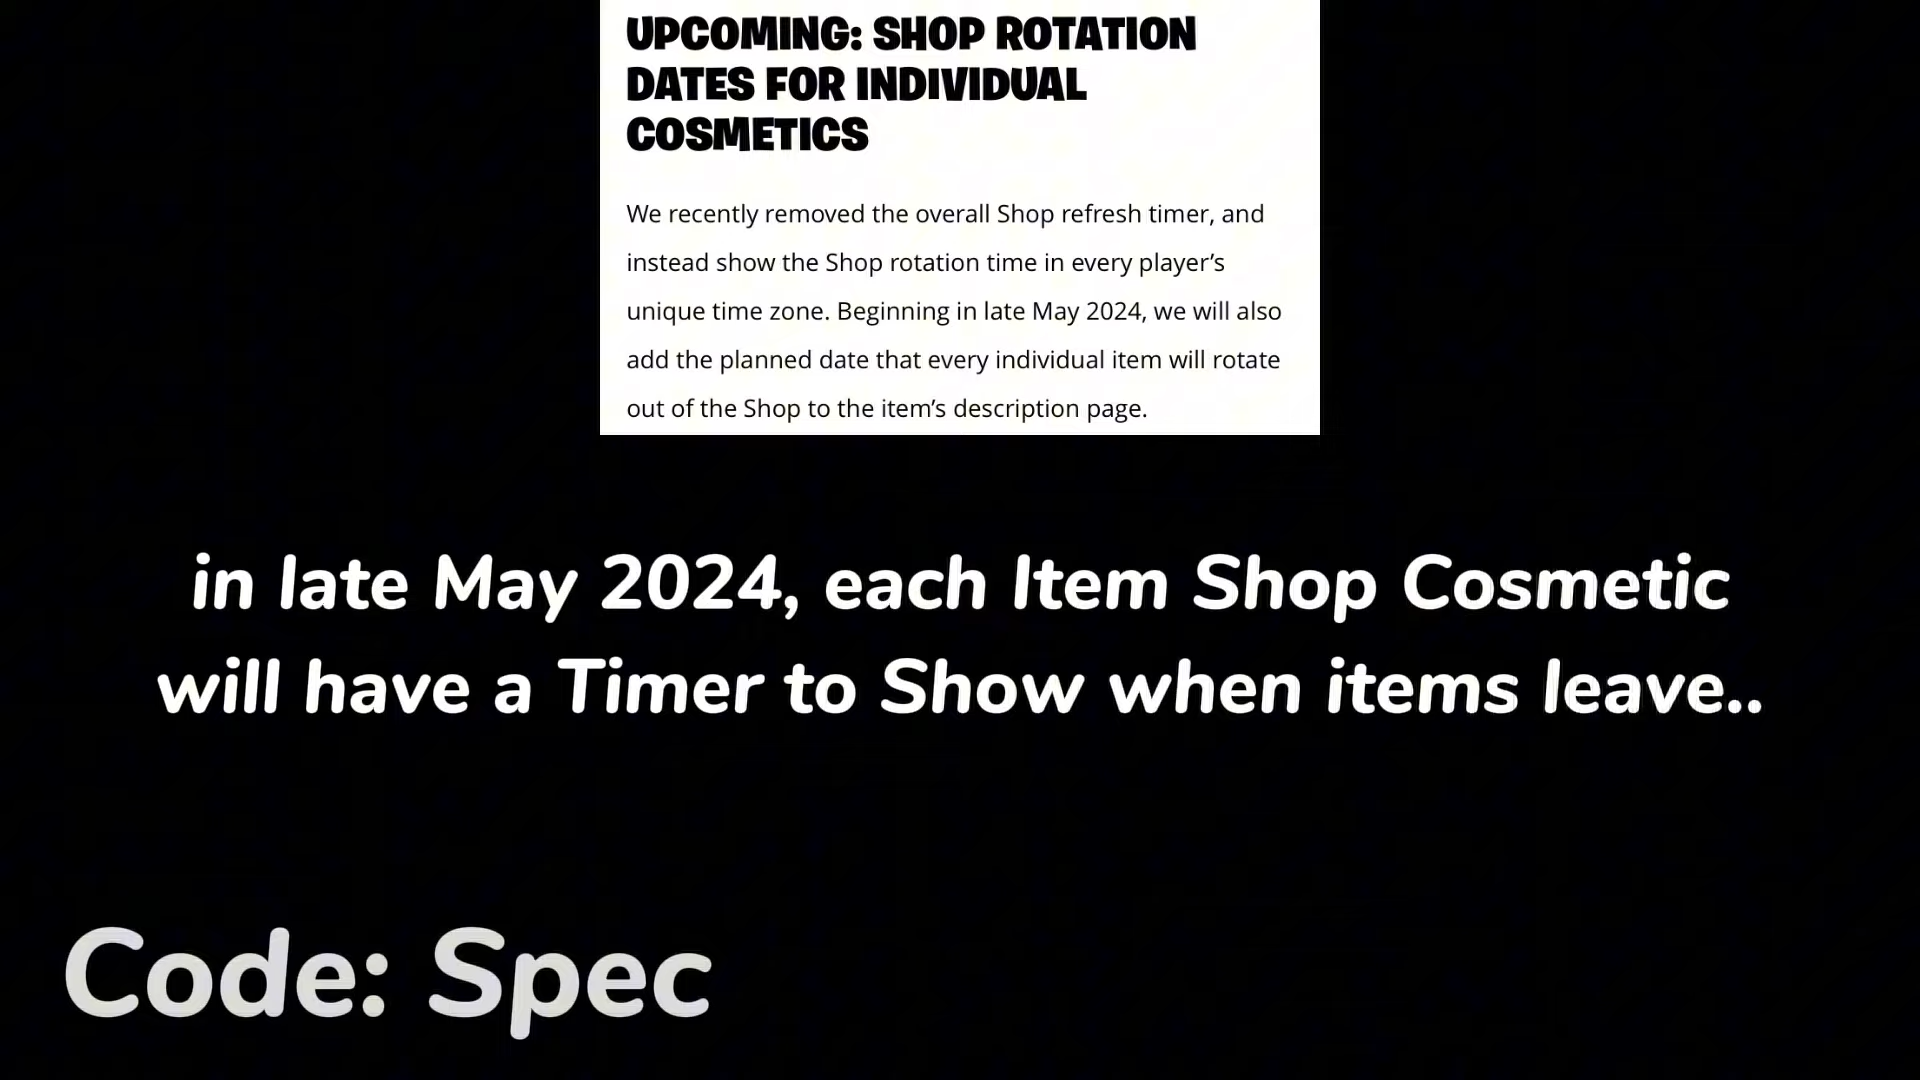 UPCOMING: SHOP ROTATION
DATES FOR INDIVIDUAL
COSMETICS
We recently removed the overall Shop refresh timer, and
instead show the Shop rotation time in every player’s
unique time zone. Beginning in late May 2024, we will also
add the planned date that every individual item will rotate
out of the Shop to the item’s description page.
in late May 2024, each Item Shop Cosmetic
will have a Timer to Show when items leave..
Code: Spec